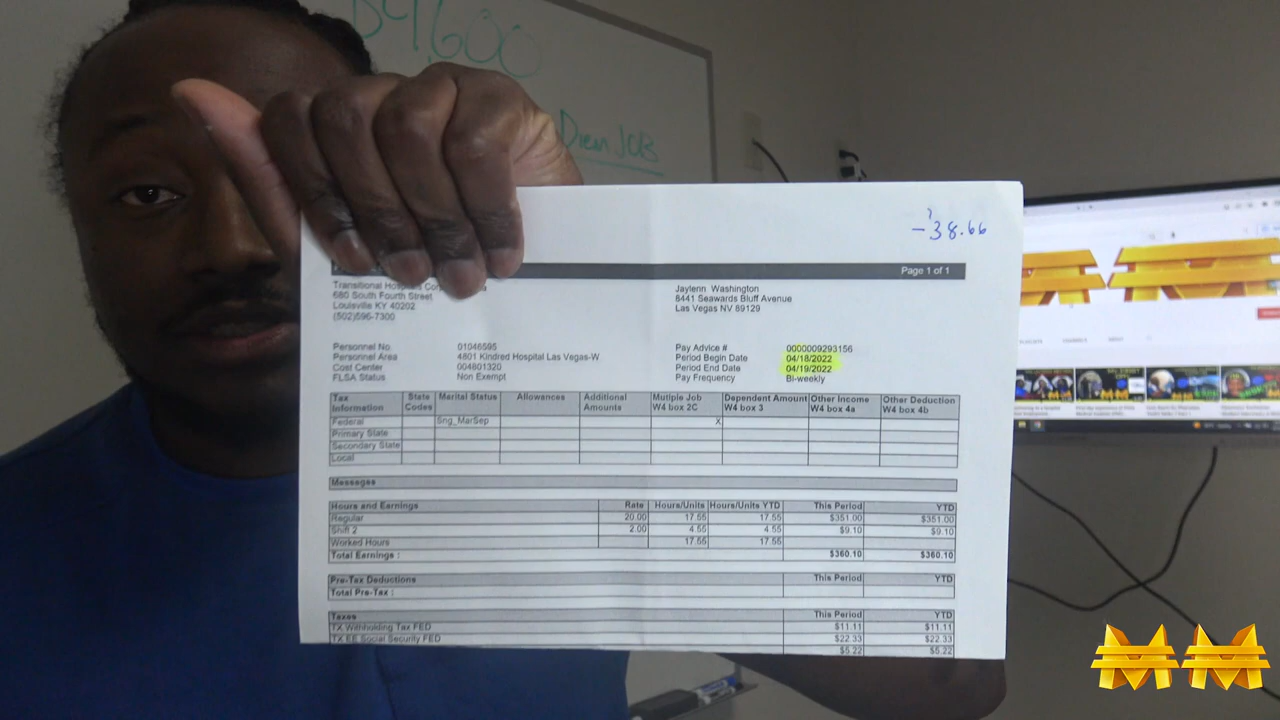 $4,600
Drem JOB
- 38.66
Page 1 of 1
Transitional Hospitals
680 South Fourth Street
Louisville KY 40202
(502)596-7300
Jaylenn Washington
8441 Seawards Bluff Avenue
Las Vegas NV 89129
Personnel No. 01046595
Personnel Area 4801 Kindred Hospital Las Vegas-W
Cost Center 004801320
FLSA Status Non Exempt
Pay Advice # 0000009293156
Period Begin Date 04/18/2022
Period End Date 04/19/2022
Pay Frequency Bi-weekly
Tax Information State Codes Marital Status Allowances Additional Amounts Mutiple Job W4 box 2C Dependent Amount W4 box 3 Other Income W4 box 4a Other Deduction W4 box 4b
Federal Sng_MarSep X
Primary State
Secondary State
Local
Messages
Hours and Earnings Rate Hours/Units Hours/Units YTD This Period YTD
Regular 20.00 17.55 17.55 $351.00 $351.00
Shift 2 2.00 4.55 4.55 $9.10 $9.10
Worked Hours 17.55 17.55
Total Earnings : $360.10 $360.10
Pre-Tax Deductions This Period YTD
Total Pre-Tax :
Taxes This Period YTD
TX Withholding Tax FED $11.11 $11.11
TX EE Social Security FED $22.33 $22.33
$5.22 $5.22
MM